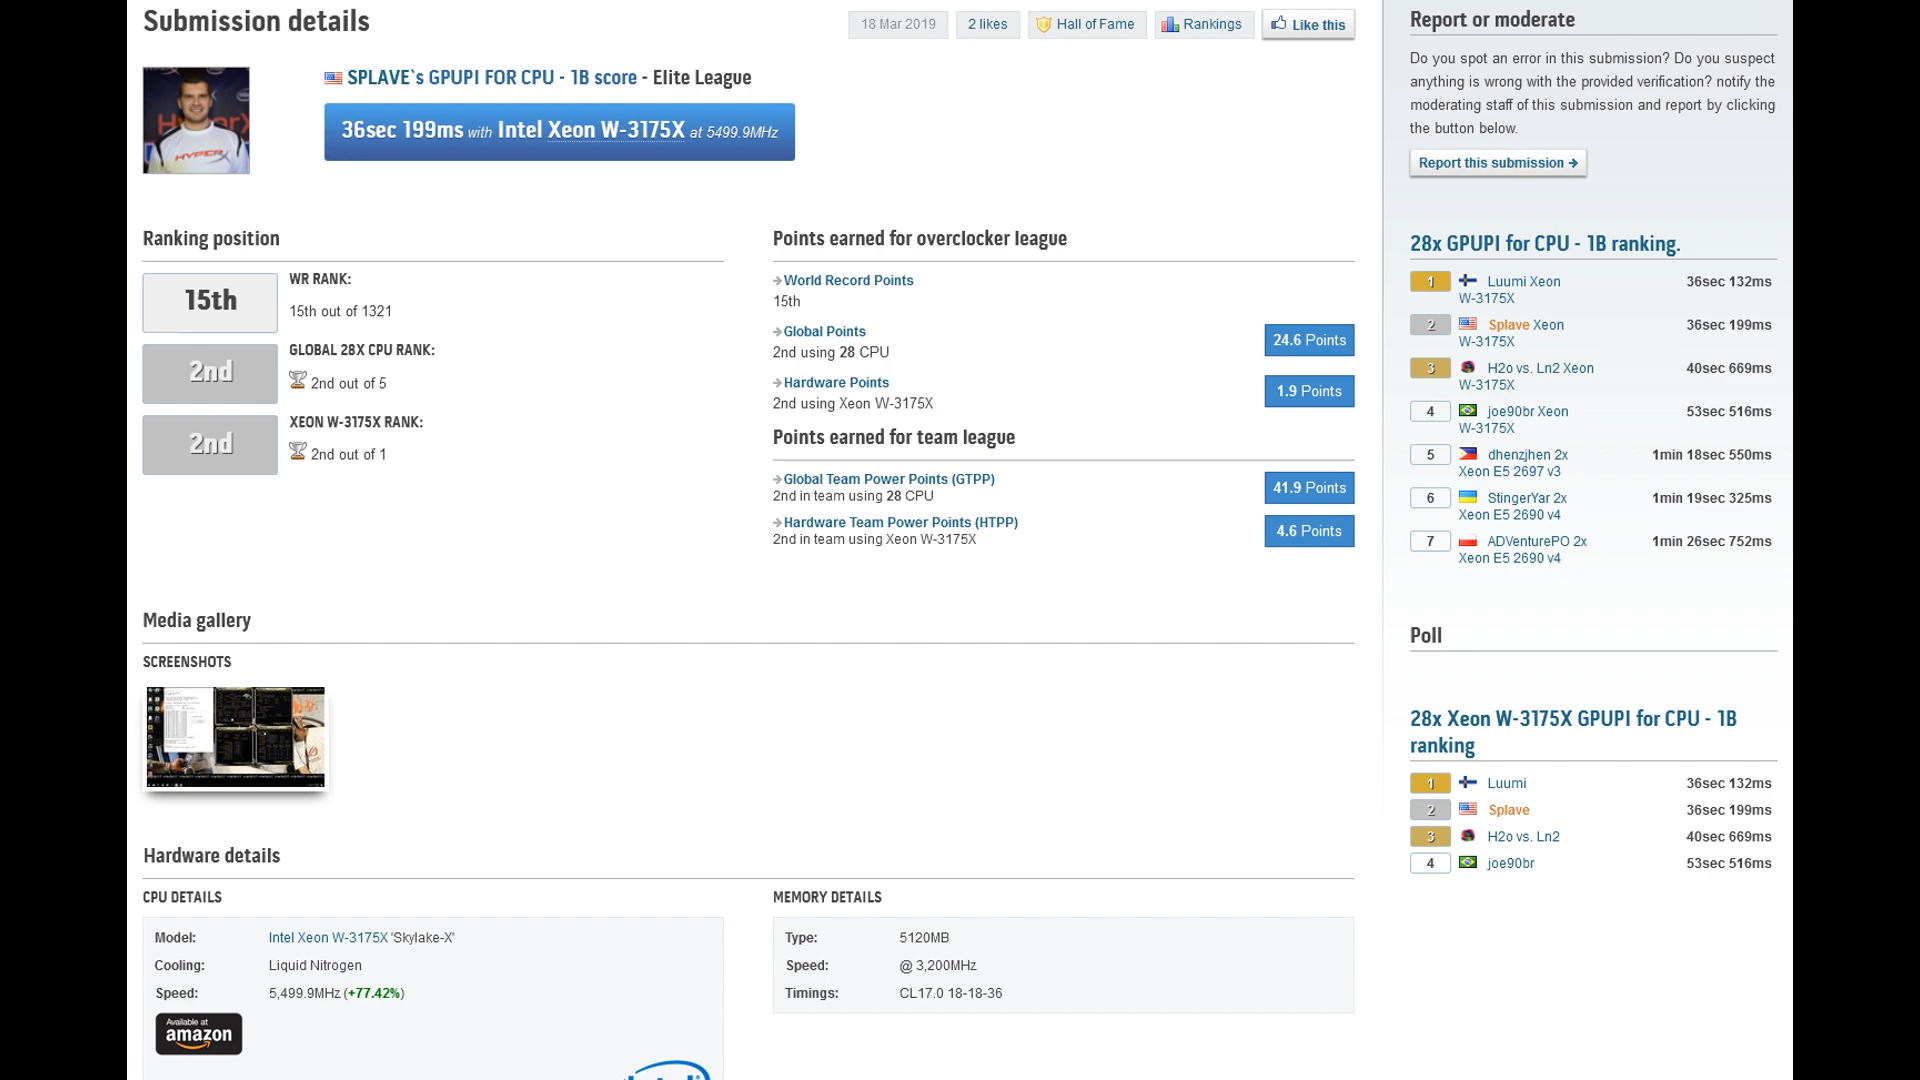 Submission details
18 Mar 2019
2 likes
Hall of Fame
Rankings
Like this
SPLAVE`s GPUPI FOR CPU - 1B score - Elite League
36sec 199ms with Intel Xeon W-3175X at 5499.9MHz
HYPERX
Ranking position
15th
WR RANK:
15th out of 1321
2nd
GLOBAL 28X CPU RANK:
2nd out of 5
2nd
XEON W-3175X RANK:
2nd out of 1
Points earned for overclocker league
World Record Points
15th
Global Points
2nd using 28 CPU
24.6 Points
Hardware Points
2nd using Xeon W-3175X
1.9 Points
Points earned for team league
Global Team Power Points (GTPP)
2nd in team using 28 CPU
41.9 Points
Hardware Team Power Points (HTPP)
2nd in team using Xeon W-3175X
4.6 Points
Media gallery
SCREENSHOTS
Hardware details
CPU DETAILS
Model: Intel Xeon W-3175X 'Skylake-X'
Cooling: Liquid Nitrogen
Speed: 5,499.9MHz (+77.42%)
Available at
amazon
MEMORY DETAILS
Type: 5120MB
Speed: @ 3,200MHz
Timings: CL17.0 18-18-36
Report or moderate
Do you spot an error in this submission? Do you suspect
anything is wrong with the provided verification? notify the
moderating staff of this submission and report by clicking
the button below.
Report this submission
28x GPUPI for CPU - 1B ranking.
1 Luumi Xeon 36sec 132ms
W-3175X
2 Splave Xeon 36sec 199ms
W-3175X
3 H2o vs. Ln2 Xeon 40sec 669ms
W-3175X
4 joe90br Xeon 53sec 516ms
W-3175X
5 dhenzjhen 2x 1min 18sec 550ms
Xeon E5 2697 v3
6 StingerYar 2x 1min 19sec 325ms
Xeon E5 2690 v4
7 ADVenturePO 2x 1min 26sec 752ms
Xeon E5 2690 v4
Poll
28x Xeon W-3175X GPUPI for CPU - 1B
ranking
1 Luumi 36sec 132ms
2 Splave 36sec 199ms
3 H2o vs. Ln2 40sec 669ms
4 joe90br 53sec 516ms